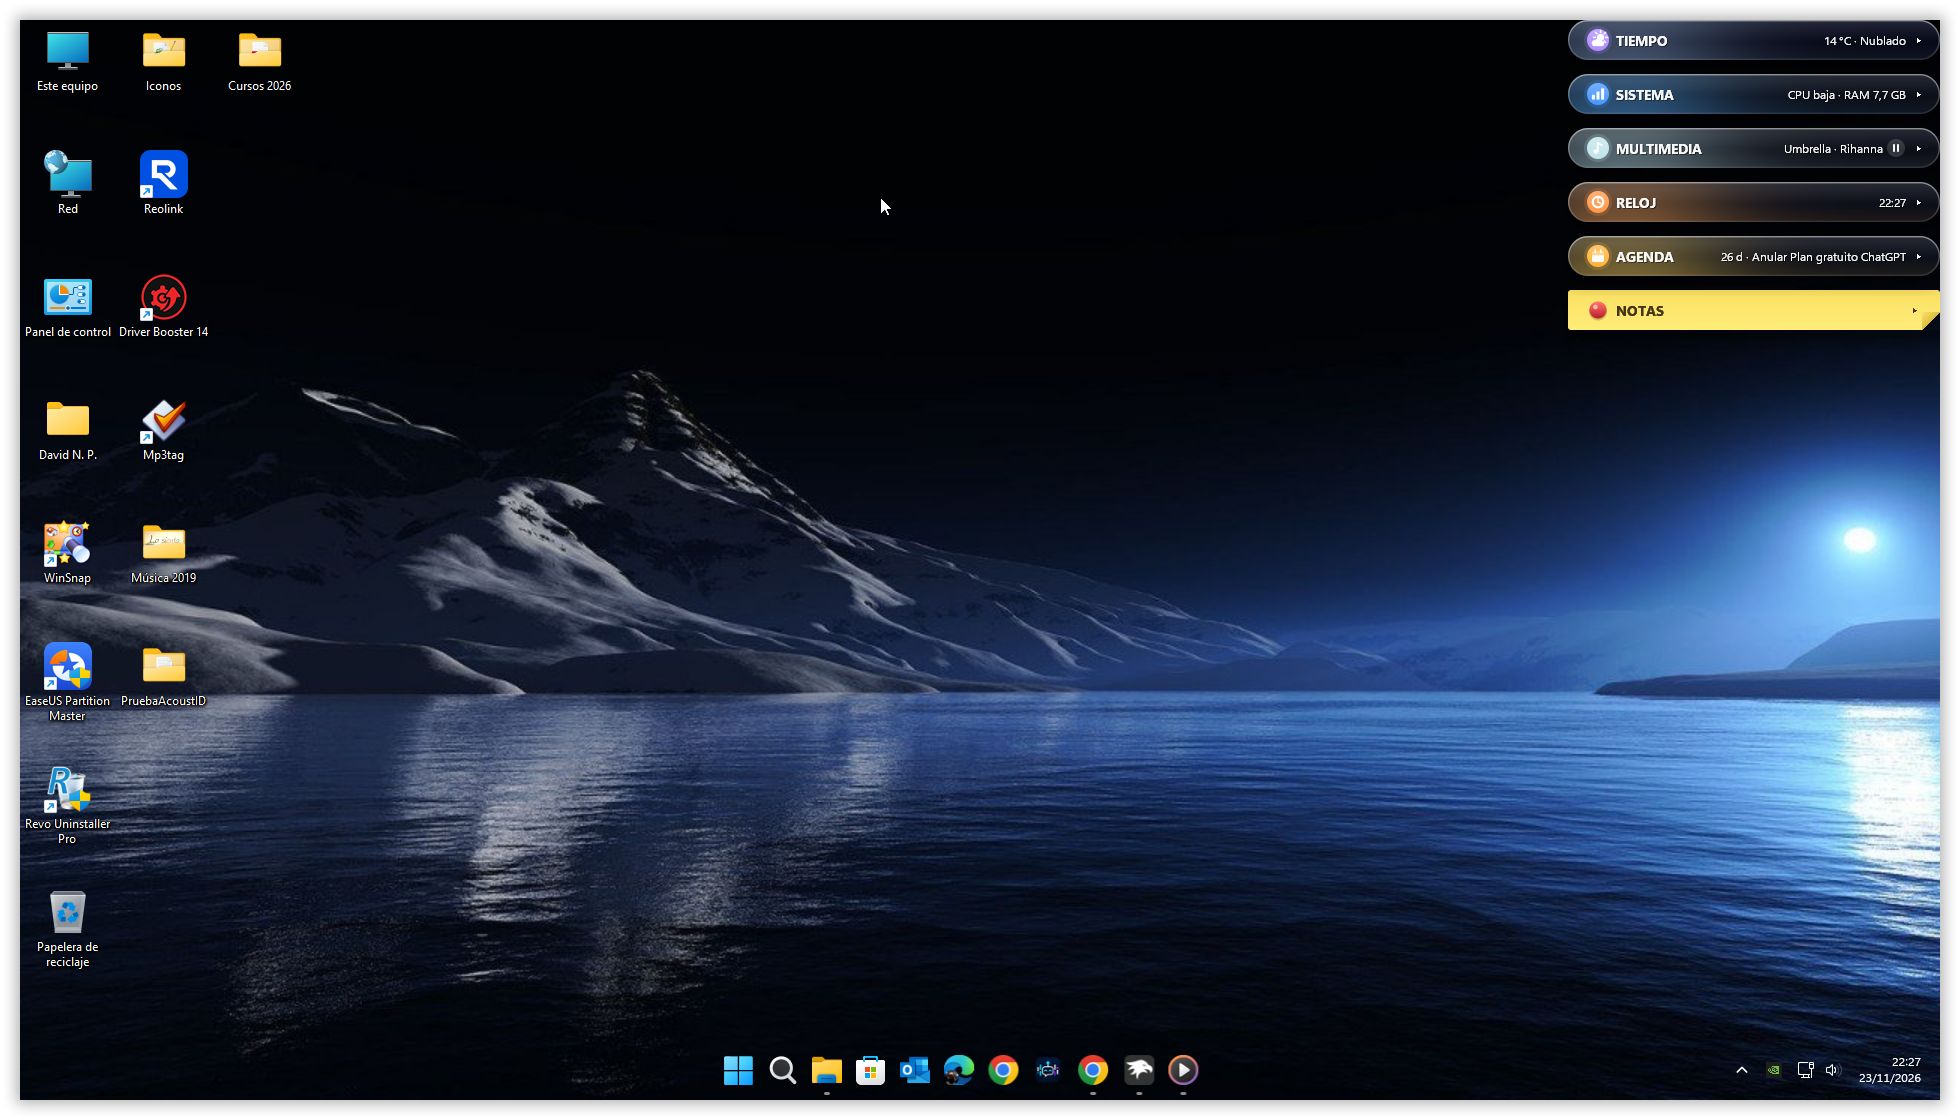 Este equipo
Iconos
Cursos 2026
Red
Reolink
Panel de control
Driver Booster 14
David N. P.
Mp3tag
WinSnap
Música 2019
EaseUS Partition
Master
PruebaAcoustID
Revo Uninstaller
Pro
Papelera de
reciclaje
TIEMPO 14 °C · Nublado
SISTEMA CPU baja · RAM 7,7 GB
MULTIMEDIA Umbrella · Rihanna
RELOJ 22:27
AGENDA 26 d · Anular Plan gratuito ChatGPT
NOTAS
22:27
23/11/2026